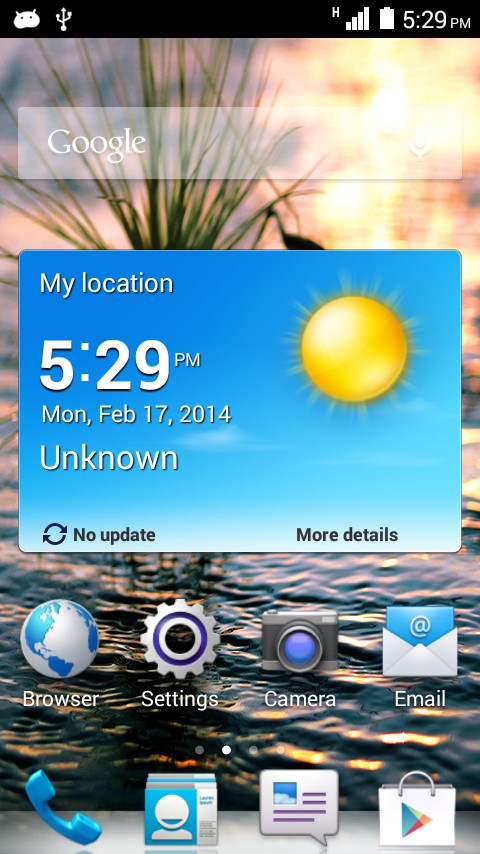 H 5:29 PM
Google
My location
5:29 PM
Mon, Feb 17, 2014
Unknown
No update More details
Browser Settings Camera Email